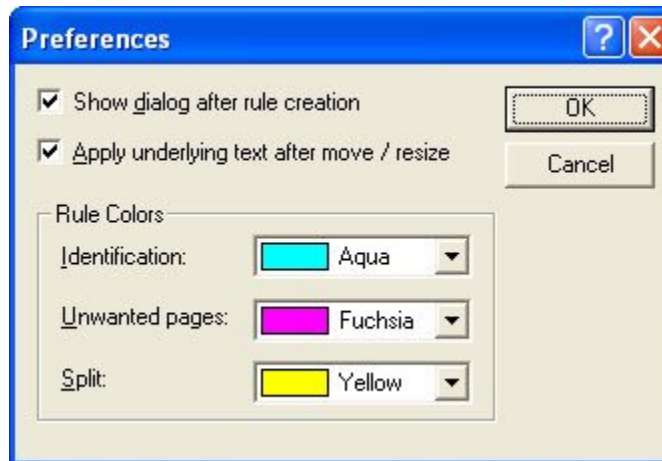 Preferences
?
Show dialog after rule creation
OK
Apply underlying text after move / resize
Cancel
Rule Colors
Identification:
Aqua
Unwanted pages:
Fuchsia
Split:
Yellow